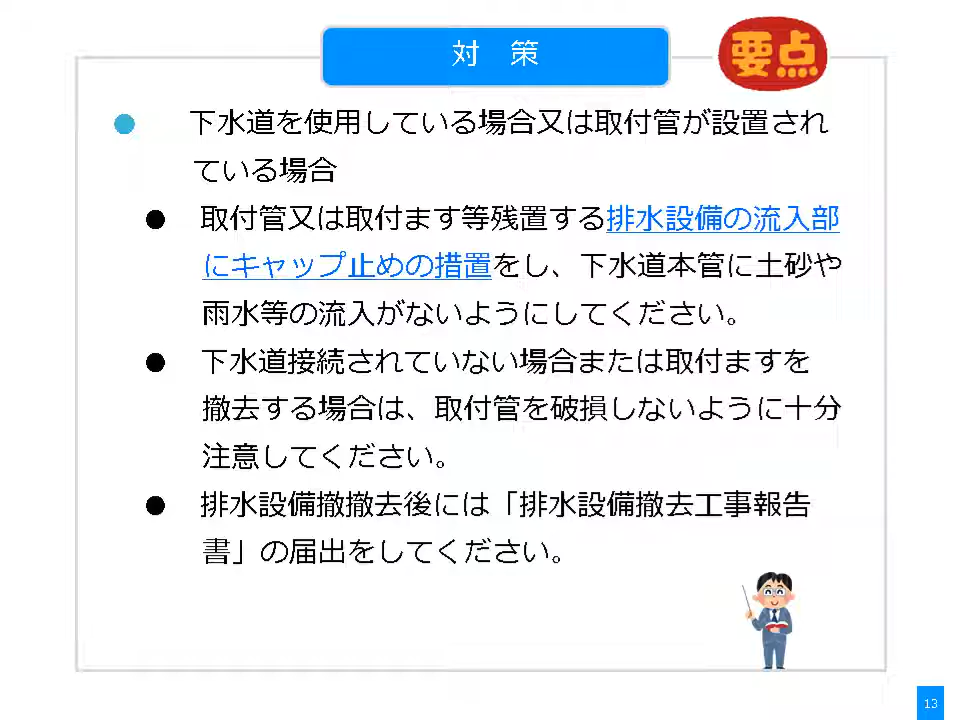 対　策
要点
● 下水道を使用している場合又は取付管が設置され
ている場合
● 取付管又は取付ます等残置する排水設備の流入部
にキャップ止めの措置をし、下水道本管に土砂や
雨水等の流入がないようにしてください。
● 下水道接続されていない場合または取付ますを
撤去する場合は、取付管を破損しないように十分
注意してください。
● 排水設備撤撤去後には「排水設備撤去工事報告
書」の届出をしてください。
13